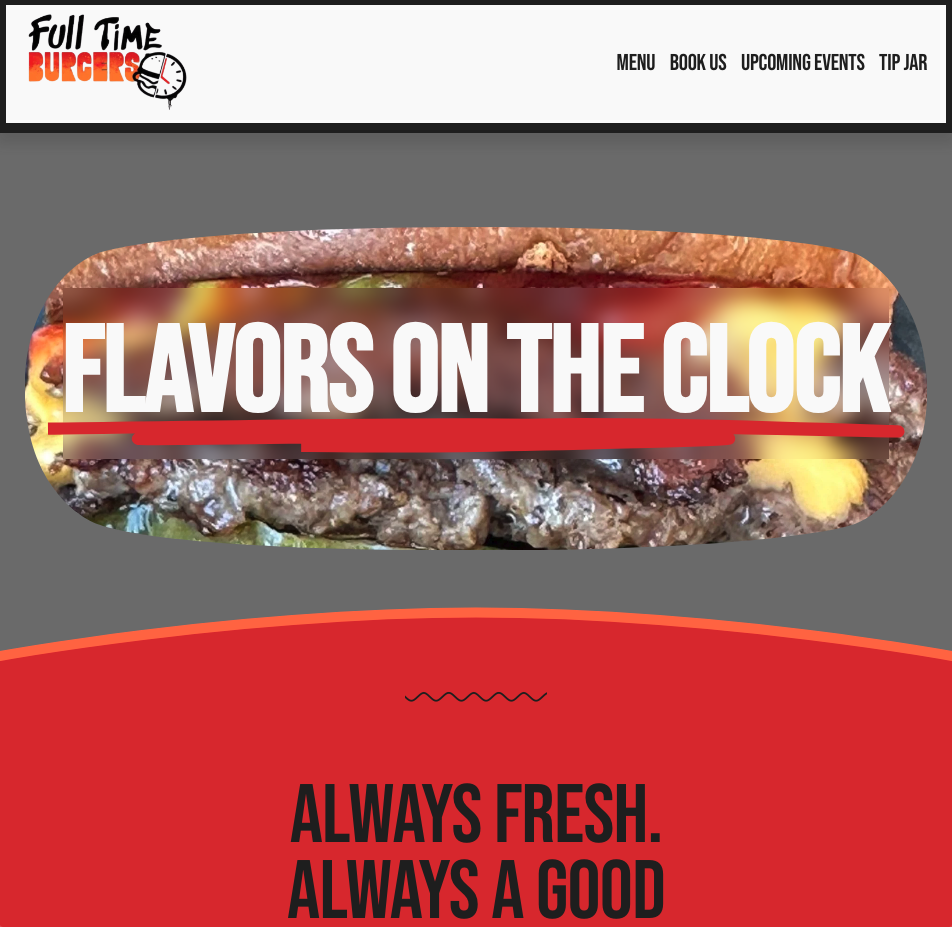 Full Time
BURGERS
MENU BOOK US UPCOMING EVENTS TIP JAR
FLAVORS ON THE CLOCK
ALWAYS FRESH.
ALWAYS A GOOD